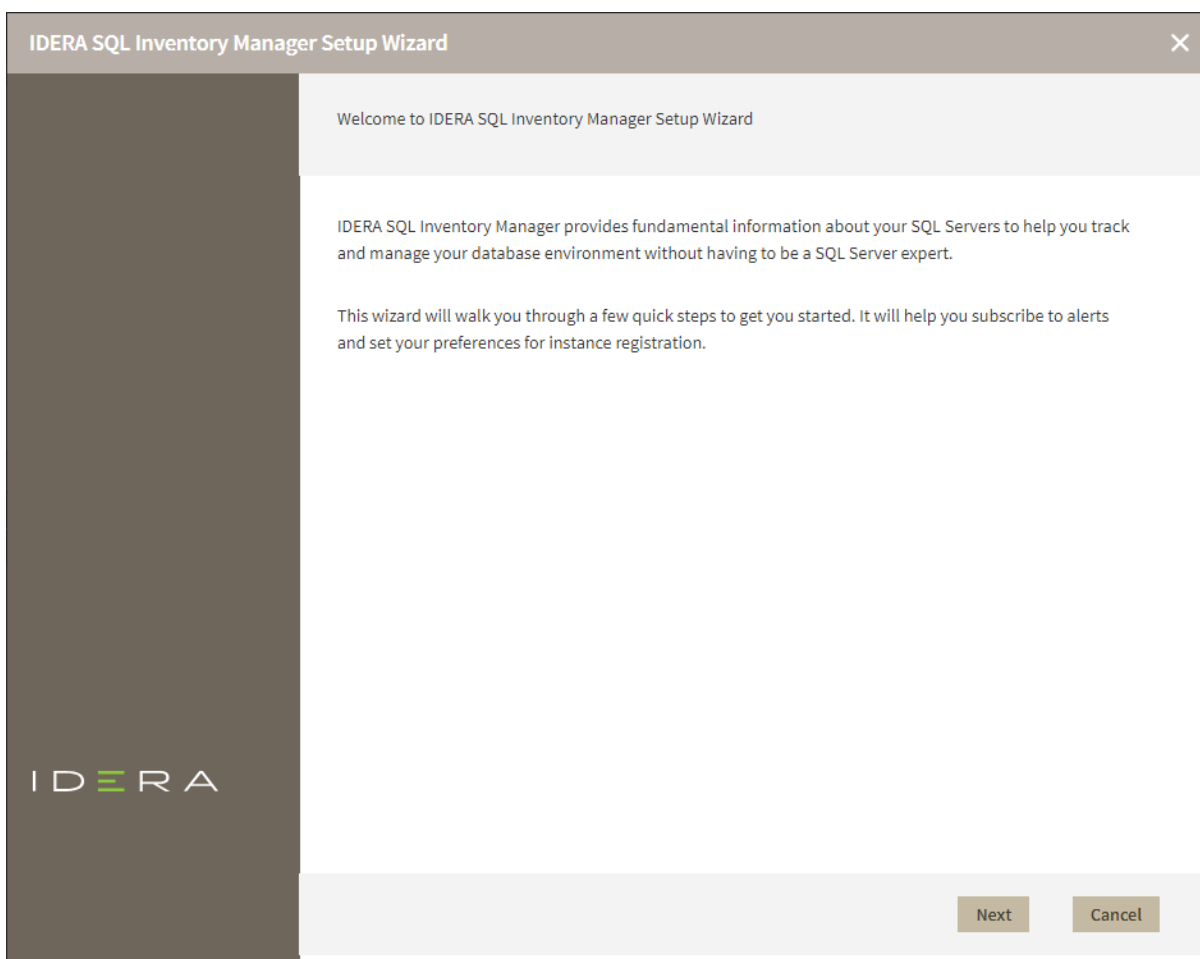 IDERA SQL Inventory Manager Setup Wizard
Welcome to IDERA SQL Inventory Manager Setup Wizard
IDERA SQL Inventory Manager provides fundamental information about your SQL Servers to help you track
and manage your database environment without having to be a SQL Server expert.
This wizard will walk you through a few quick steps to get you started. It will help you subscribe to alerts
and set your preferences for instance registration.
IDERA
Next
Cancel